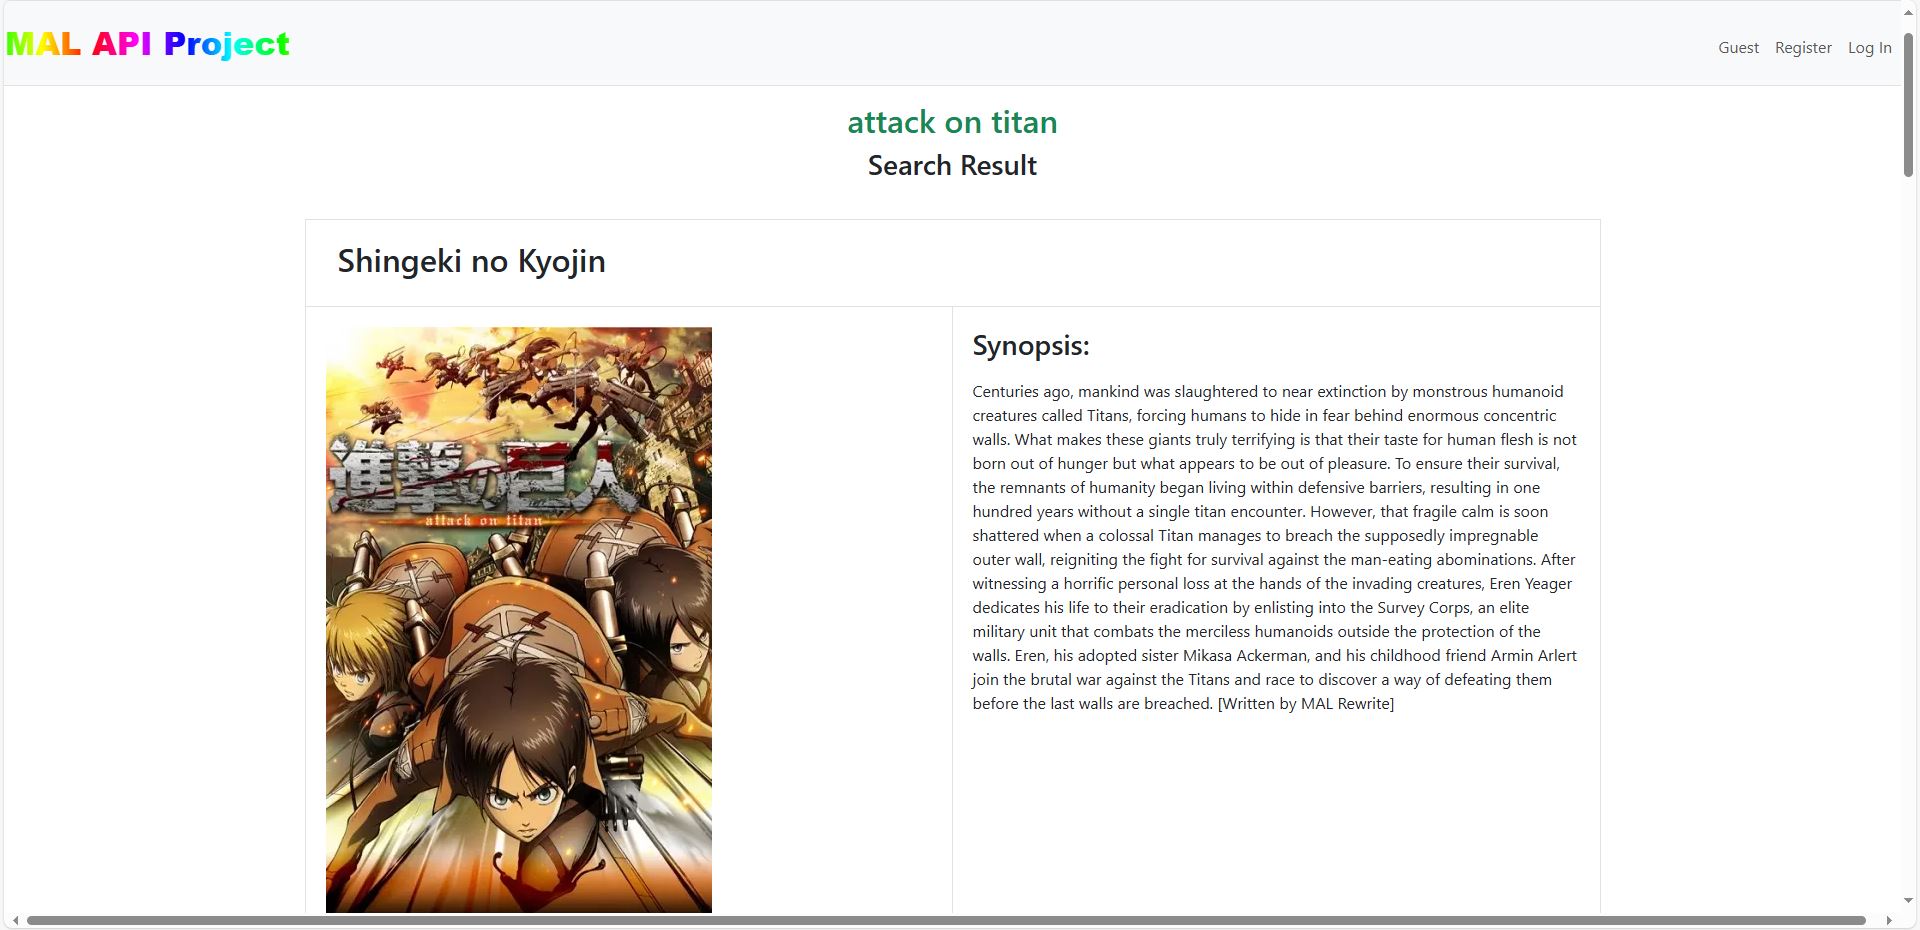 MAL API Project
Guest Register Log In
attack on titan
Search Result
Shingeki no Kyojin
進撃の巨人
attack on titan
Synopsis:
Centuries ago, mankind was slaughtered to near extinction by monstrous humanoid
creatures called Titans, forcing humans to hide in fear behind enormous concentric
walls. What makes these giants truly terrifying is that their taste for human flesh is not
born out of hunger but what appears to be out of pleasure. To ensure their survival,
the remnants of humanity began living within defensive barriers, resulting in one
hundred years without a single titan encounter. However, that fragile calm is soon
shattered when a colossal Titan manages to breach the supposedly impregnable
outer wall, reigniting the fight for survival against the man-eating abominations. After
witnessing a horrific personal loss at the hands of the invading creatures, Eren Yeager
dedicates his life to their eradication by enlisting into the Survey Corps, an elite
military unit that combats the merciless humanoids outside the protection of the
walls. Eren, his adopted sister Mikasa Ackerman, and his childhood friend Armin Arlert
join the brutal war against the Titans and race to discover a way of defeating them
before the last walls are breached. [Written by MAL Rewrite]